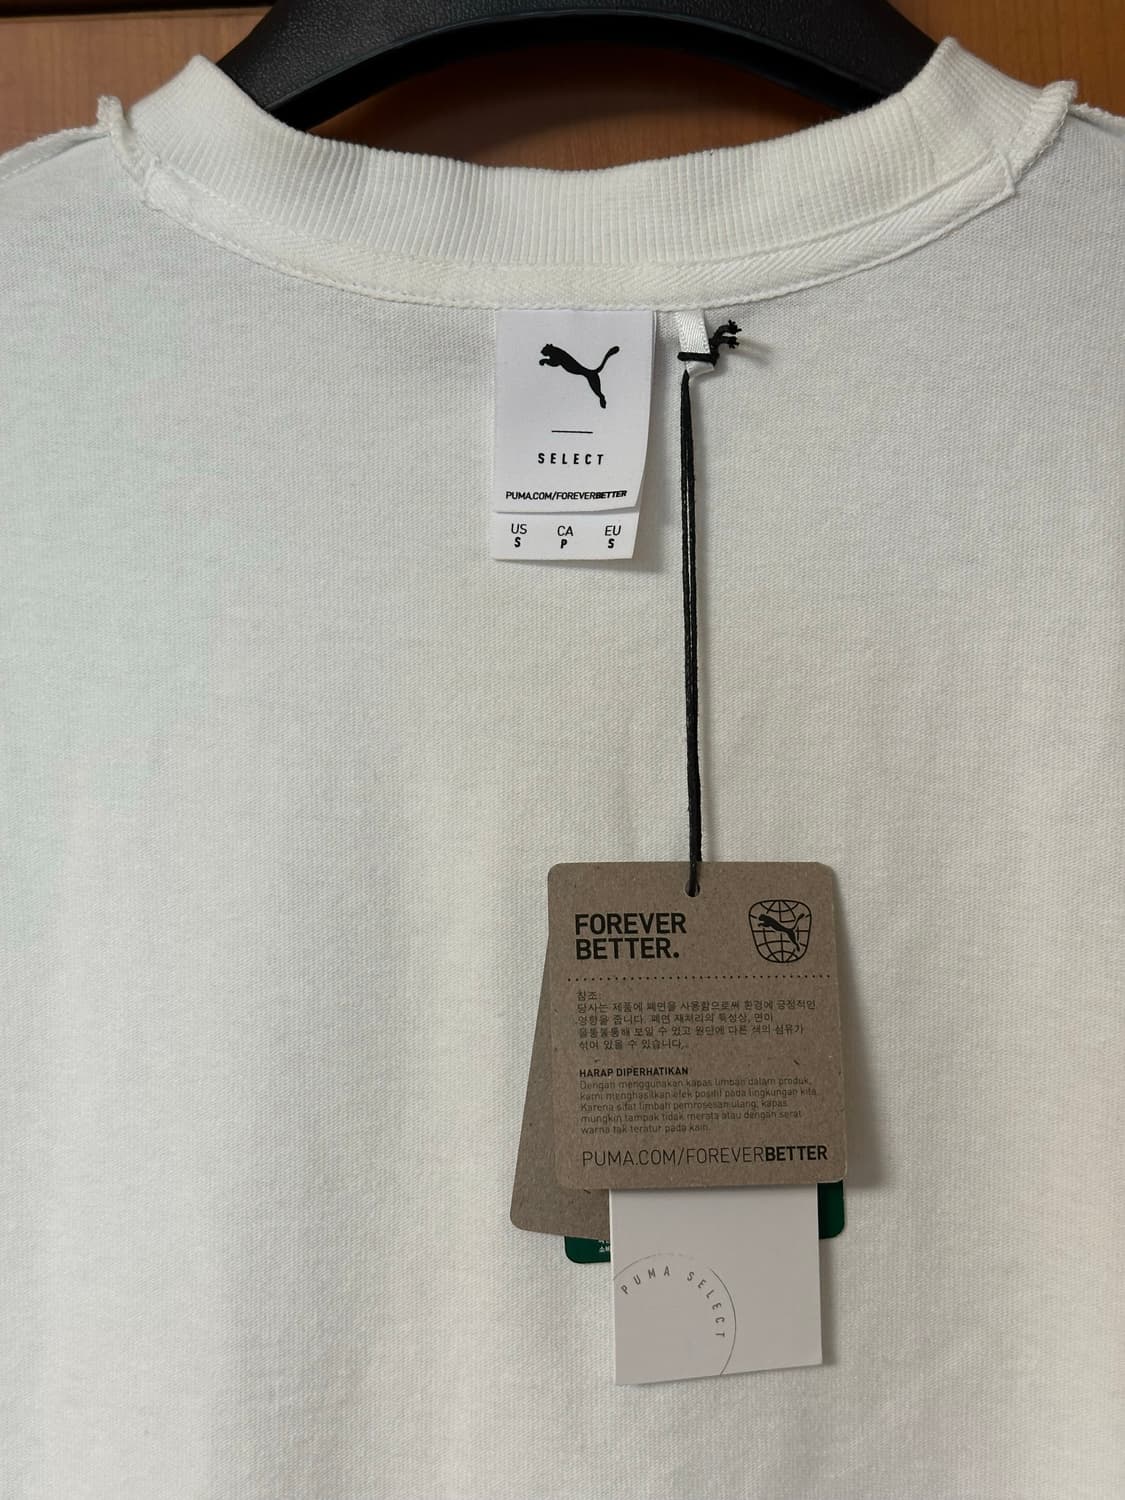 SELECT
PUMA.COM/FOREVERBETTER
US CA EU
S P S
FOREVER
BETTER.
참조:
당사는 제품에 폐면을 사용함으로써 환경에 긍정적인
영향을 줍니다. 폐면 재처리의 특성상, 면이
울퉁불퉁해 보일 수 있고 원단에 다른 색의 섬유가
섞여 있을 수 있습니다.
HARAP DIPERHATIKAN
Dengan menggunakan kapas limbah dalam produk,
kami menghasilkan efek positif pada lingkungan kita.
Karena sifat limbah pemrosesan ulang, kapas
mungkin tampak tidak merata atau dengan serat
warna tak teratur pada kain.
PUMA.COM/FOREVERBETTER
PUMA SELECT